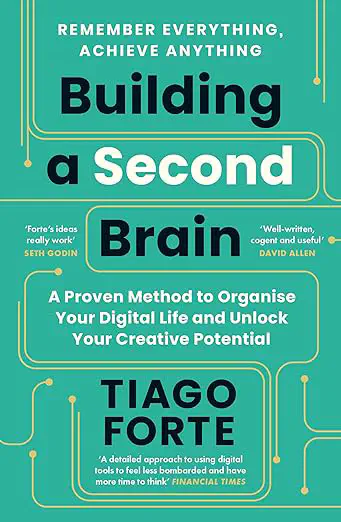 REMEMBER EVERYTHING,
ACHIEVE ANYTHING
Building
a Second
Brain
‘Forte’s ideas
really work’
SETH GODIN
‘Well-written,
cogent and useful’
DAVID ALLEN
A Proven Method to Organise
Your Digital Life and Unlock
Your Creative Potential
TIAGO
FORTE
‘A detailed approach to using digital
tools to feel less bombarded and have
more time to think’ FINANCIAL TIMES